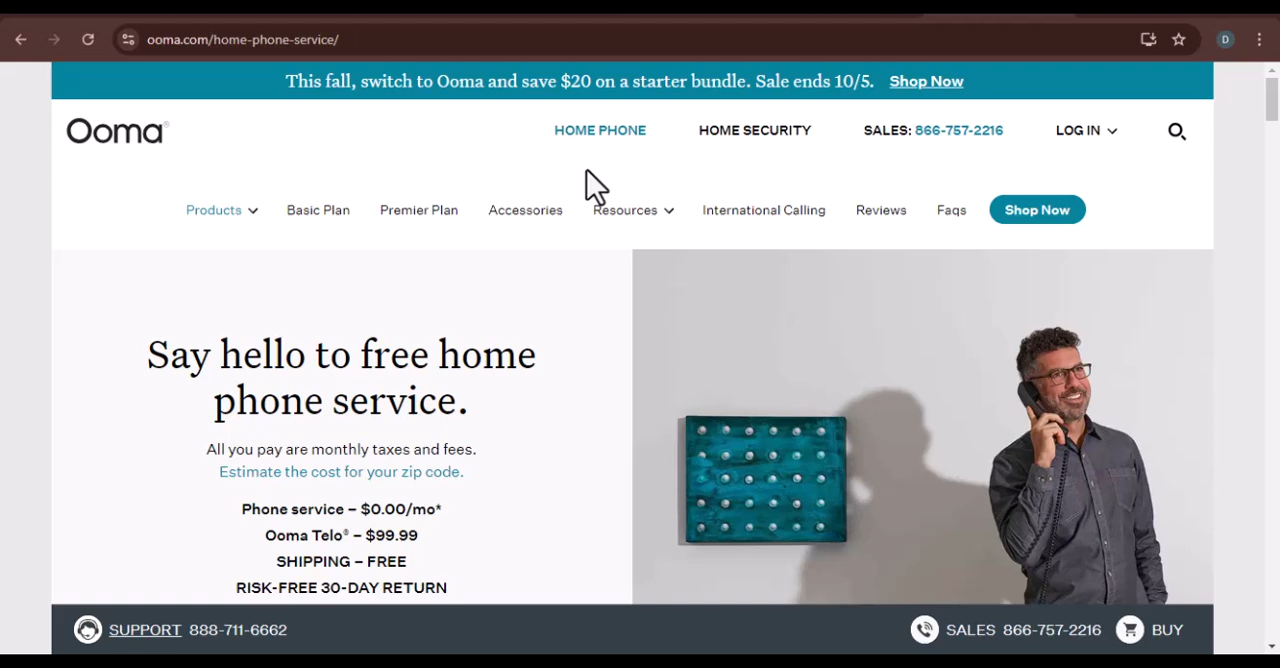 ooma.com/home-phone-service/
D
This fall, switch to Ooma and save $20 on a starter bundle. Sale ends 10/5. Shop Now
Ooma®
HOME PHONE HOME SECURITY SALES: 866-757-2216 LOG IN
Products Basic Plan Premier Plan Accessories Resources International Calling Reviews Faqs Shop Now
Say hello to free home
phone service.
All you pay are monthly taxes and fees.
Estimate the cost for your zip code.
Phone service – $0.00/mo*
Ooma Telo® – $99.99
SHIPPING – FREE
RISK-FREE 30-DAY RETURN
SUPPORT 888-711-6662 SALES 866-757-2216 BUY